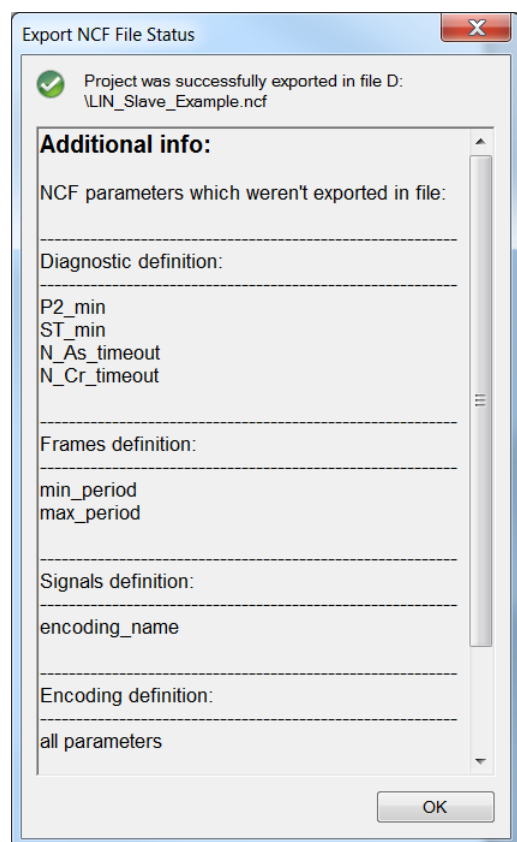 Export NCF File Status
Project was successfully exported in file D:
\LIN_Slave_Example.ncf
Additional info:
NCF parameters which weren't exported in file:
----------------------------------------------------------
Diagnostic definition:
----------------------------------------------------------
P2_min
ST_min
N_As_timeout
N_Cr_timeout
----------------------------------------------------------
Frames definition:
----------------------------------------------------------
min_period
max_period
----------------------------------------------------------
Signals definition:
----------------------------------------------------------
encoding_name
----------------------------------------------------------
Encoding definition:
----------------------------------------------------------
all parameters
OK